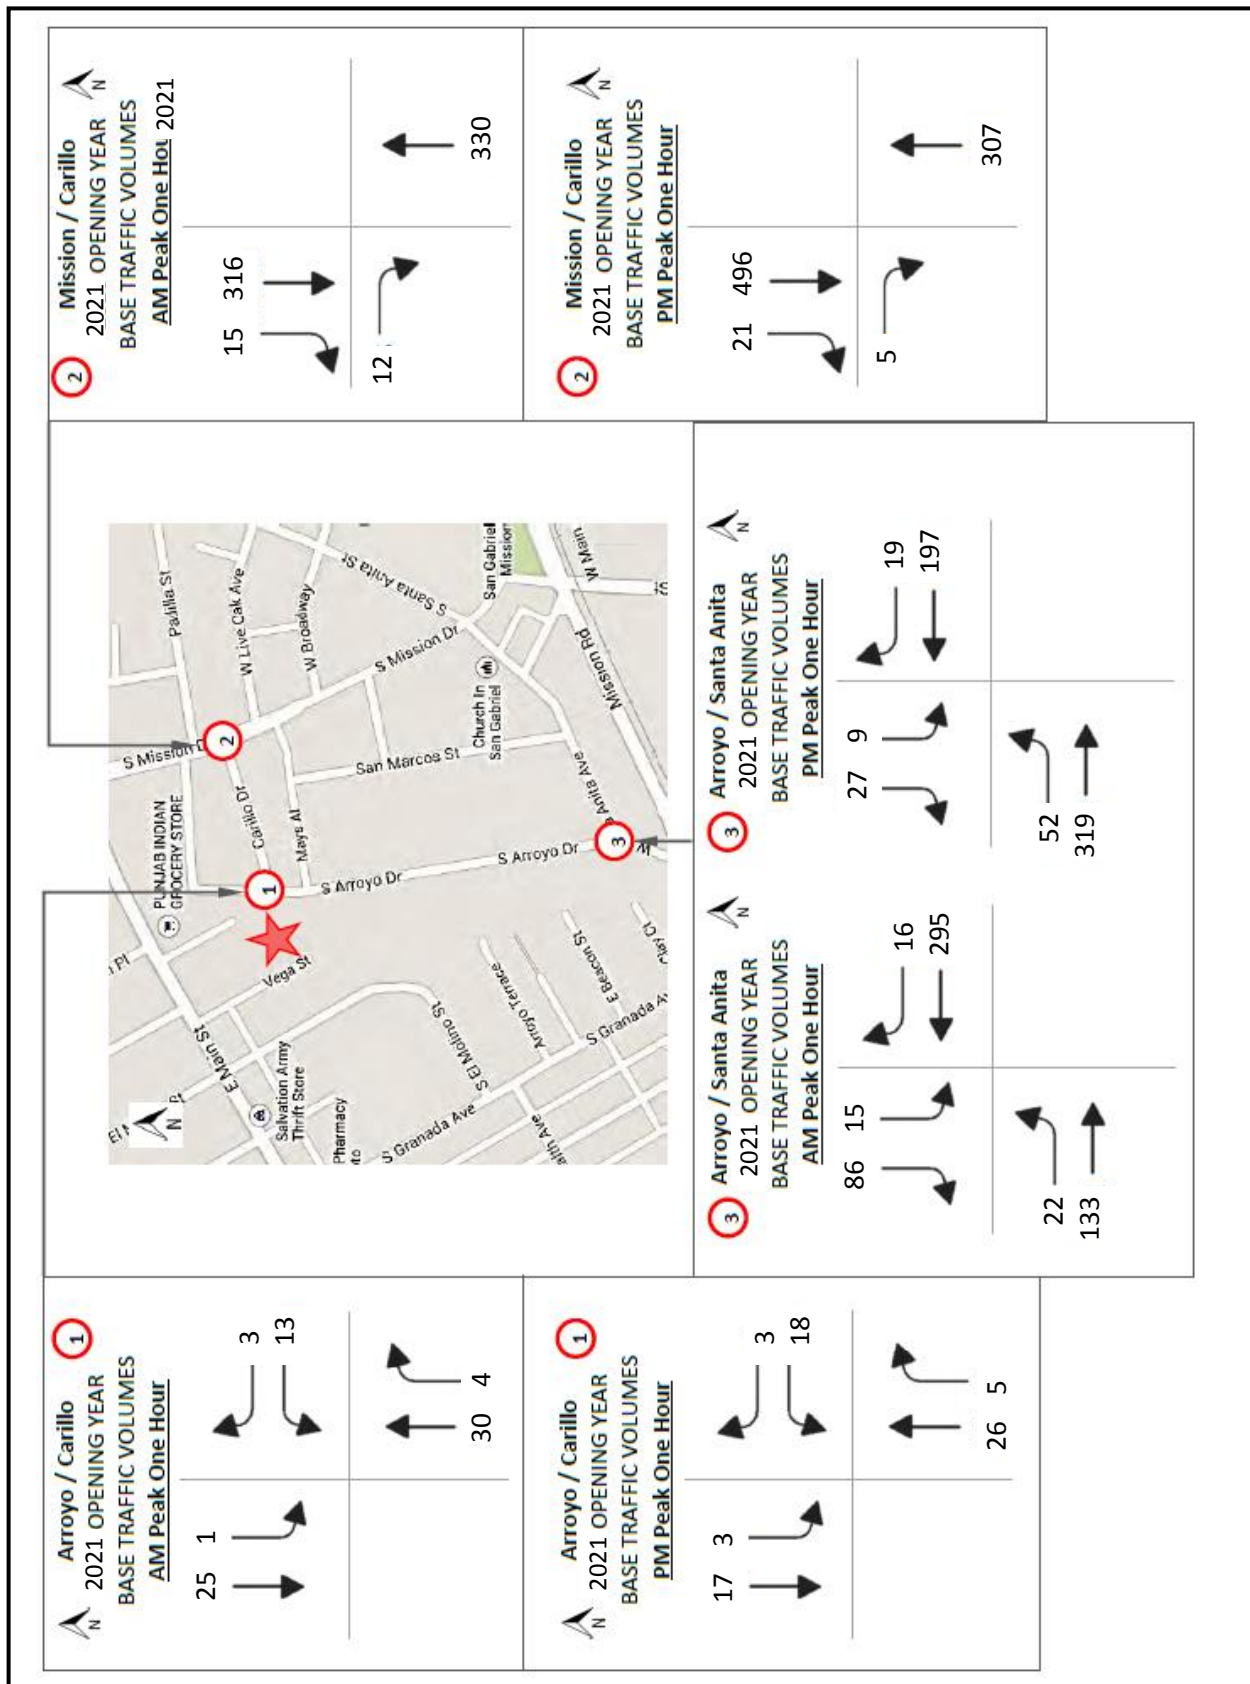 Arroyo / Carillo 1
2021 OPENING YEAR
BASE TRAFFIC VOLUMES
AM Peak One Hour
N
25 1
3
13
30 4
Arroyo / Carillo 1
2021 OPENING YEAR
BASE TRAFFIC VOLUMES
PM Peak One Hour
N
17 3
3
18
26 5
2 Mission / Carillo
2021 OPENING YEAR
BASE TRAFFIC VOLUMES
AM Peak One Hou 2021
N
15 316
12
330
2 Mission / Carillo
2021 OPENING YEAR
BASE TRAFFIC VOLUMES
PM Peak One Hour
N
21 496
5
307
3 Arroyo / Santa Anita
2021 OPENING YEAR
BASE TRAFFIC VOLUMES
AM Peak One Hour
N
86 15
16
295
22
133
3 Arroyo / Santa Anita
2021 OPENING YEAR
BASE TRAFFIC VOLUMES
PM Peak One Hour
N
27 9
19
197
52
319
N
E Main St
PUNJAB INDIAN
GROCERY STORE
S Mission D
Padilla St
Vega St
1
Carillo Dr
2
W Live Oak Ave
Mays Al
W Broadway
Salvation Army
Thrift Store
Pharmacy
S Arroyo Dr
San Marcos St
S Mission Dr
S Santa Anita St
S Granada Ave
S El Molino St
Arroyo Terrace
S Arroyo Dr
Church In
San Gabriel
San Gabriel
Mission
E Beacon St
S Granada A
Anita Ave
3
Mission Rd
W Main
Clay Ct